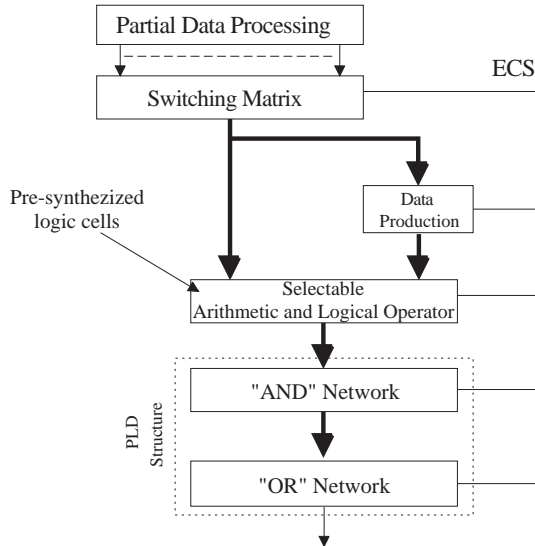 Partial Data Processing
ECS
Switching Matrix
Data
Production
Pre-synthezized
logic cells
Selectable
Arithmetic and Logical Operator
"AND" Network
PLD
Structure
"OR" Network